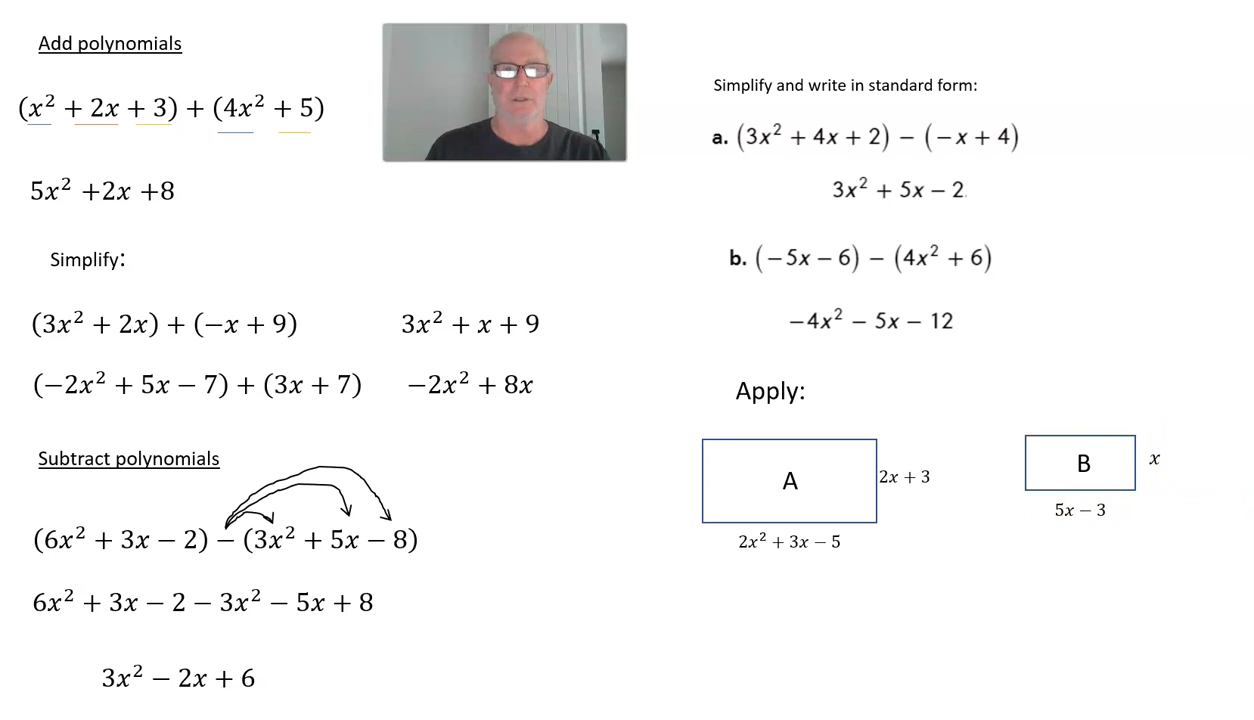 Add polynomials
(x² + 2x + 3) + (4x² + 5)
5x² +2x +8
Simplify:
(3x² + 2x) + (−x + 9)
3x² + x + 9
(−2x² + 5x − 7) + (3x + 7)
−2x² + 8x
Subtract polynomials
(6x² + 3x − 2) − (3x² + 5x − 8)
6x² + 3x − 2 − 3x² − 5x + 8
3x² − 2x + 6
Simplify and write in standard form:
a. (3x² + 4x + 2) − (−x + 4)
3x² + 5x − 2
b. (−5x − 6) − (4x² + 6)
−4x² − 5x − 12
Apply:
A
2x + 3
2x² + 3x − 5
B
x
5x − 3